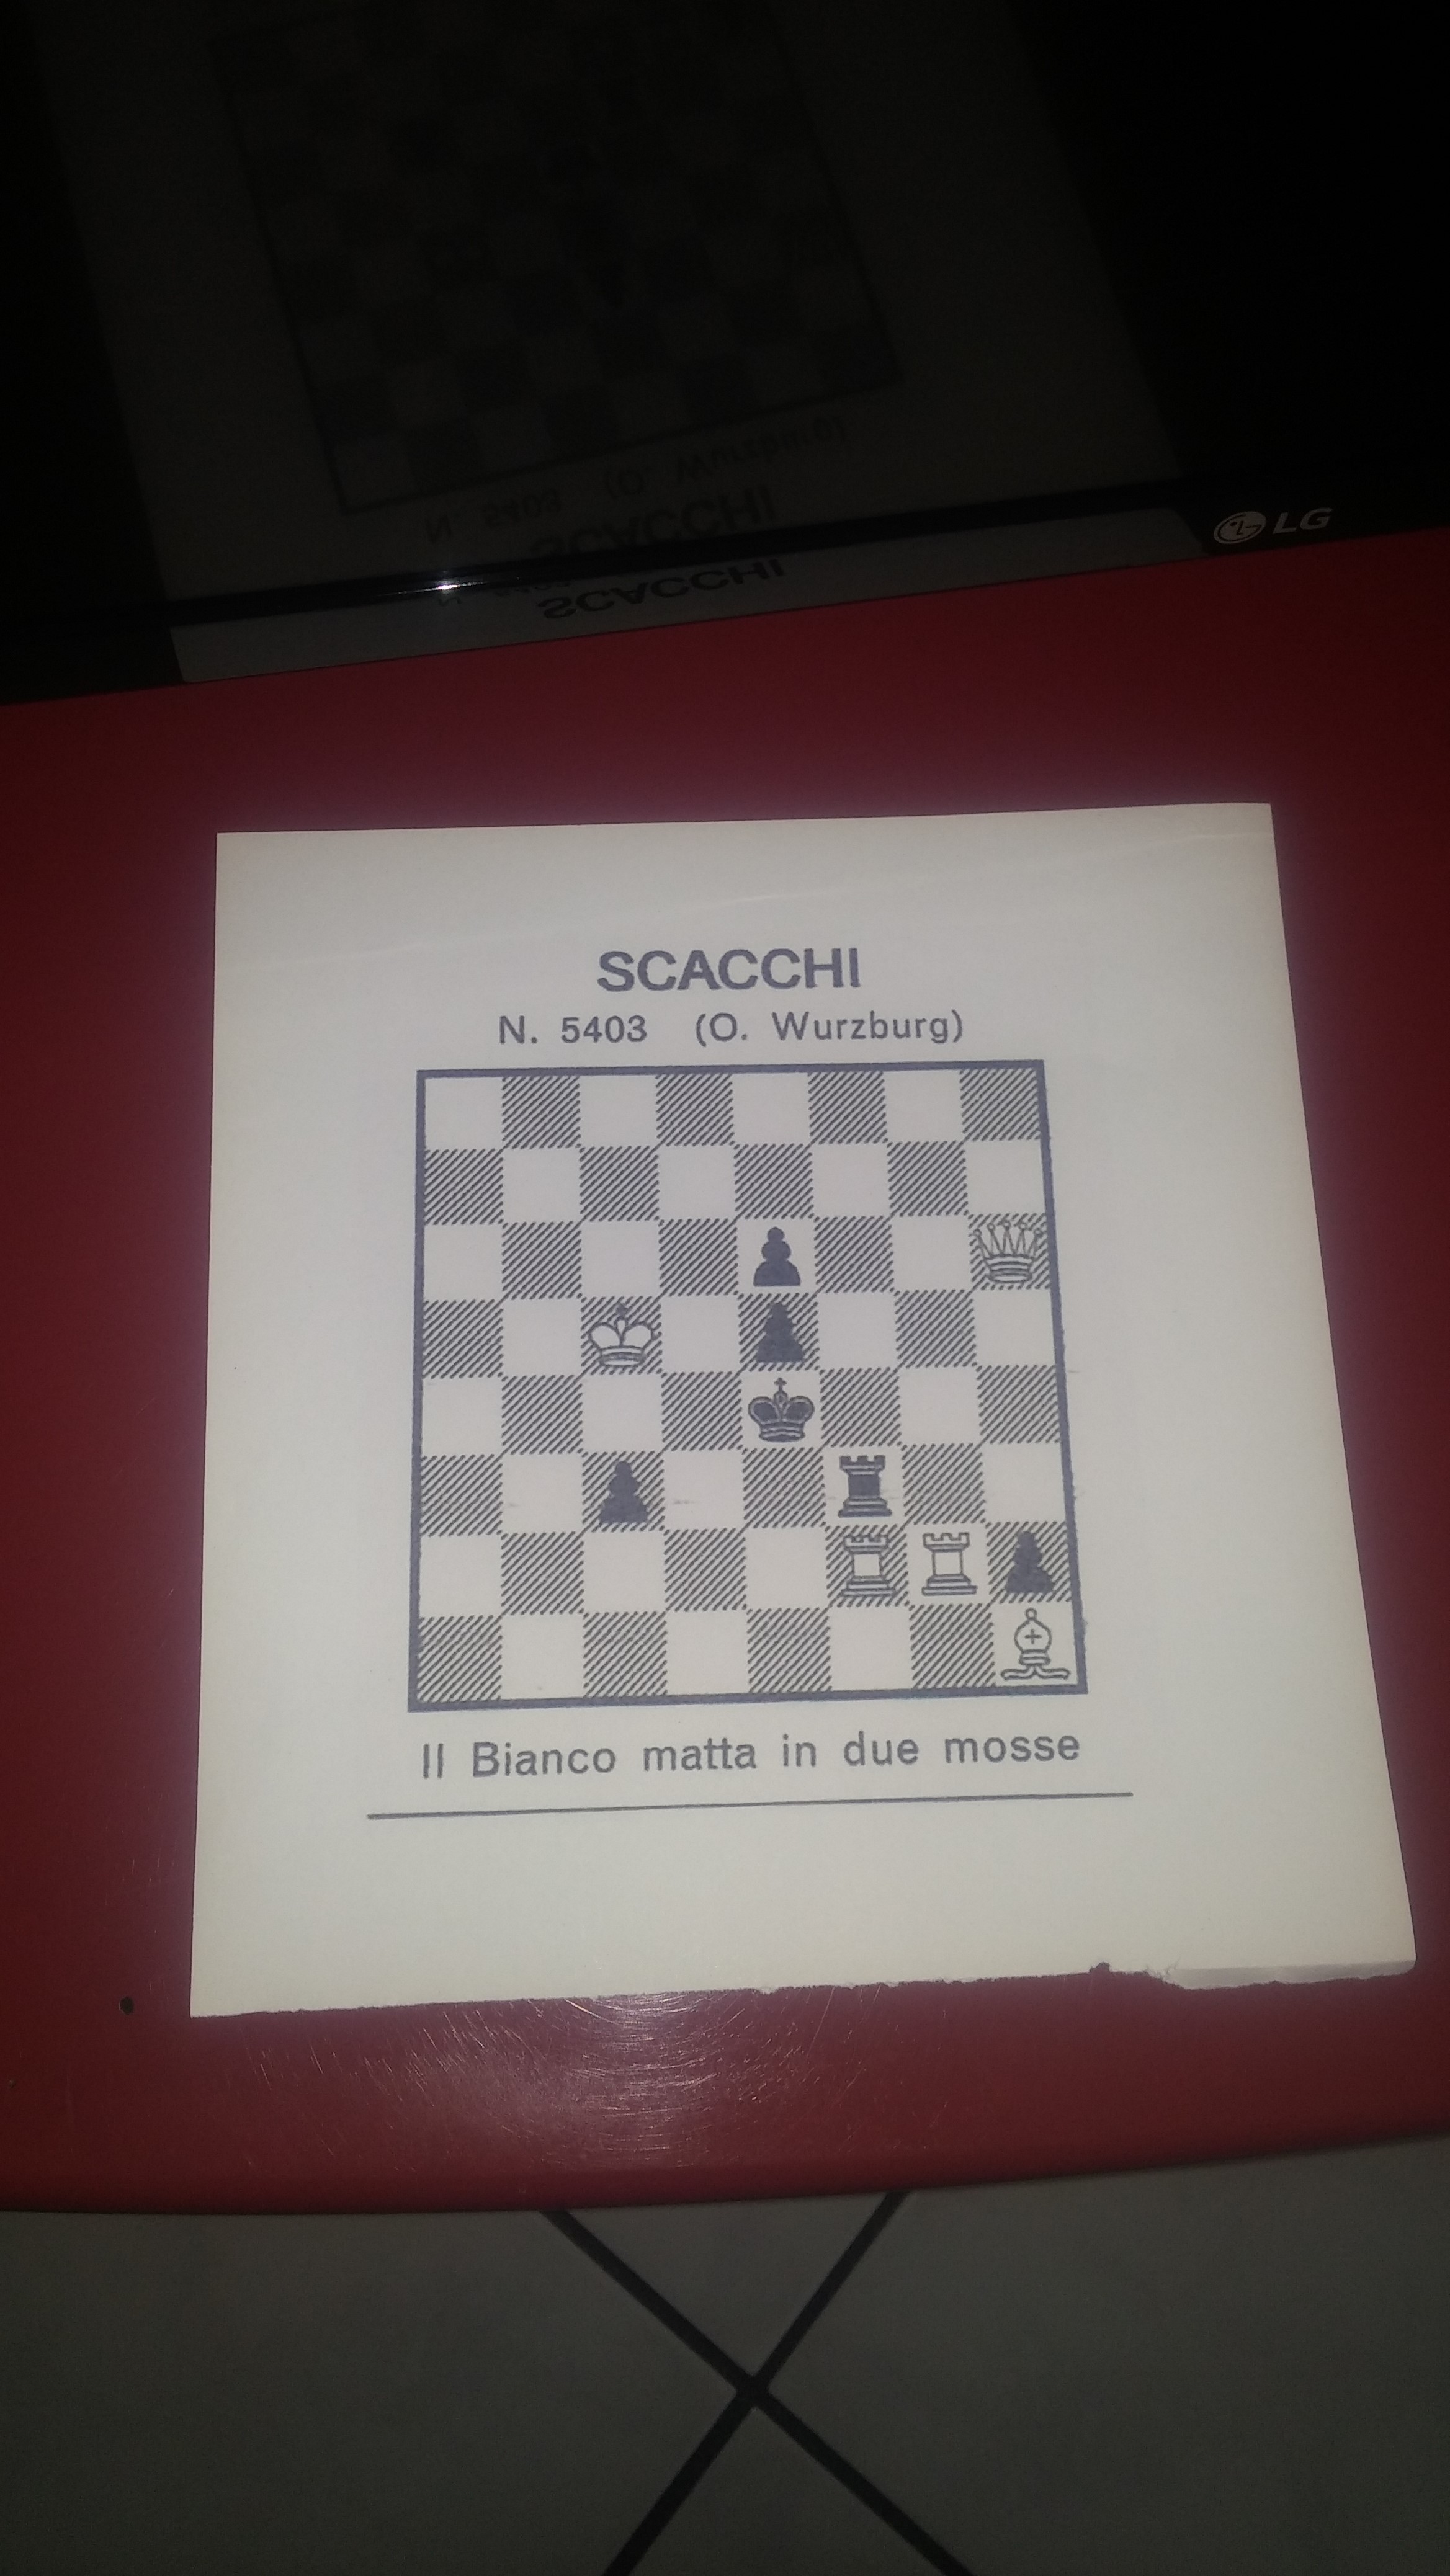 LG
SCACCHI
N. 5403 (O. Wurzburg)
Il Bianco matta in due mosse